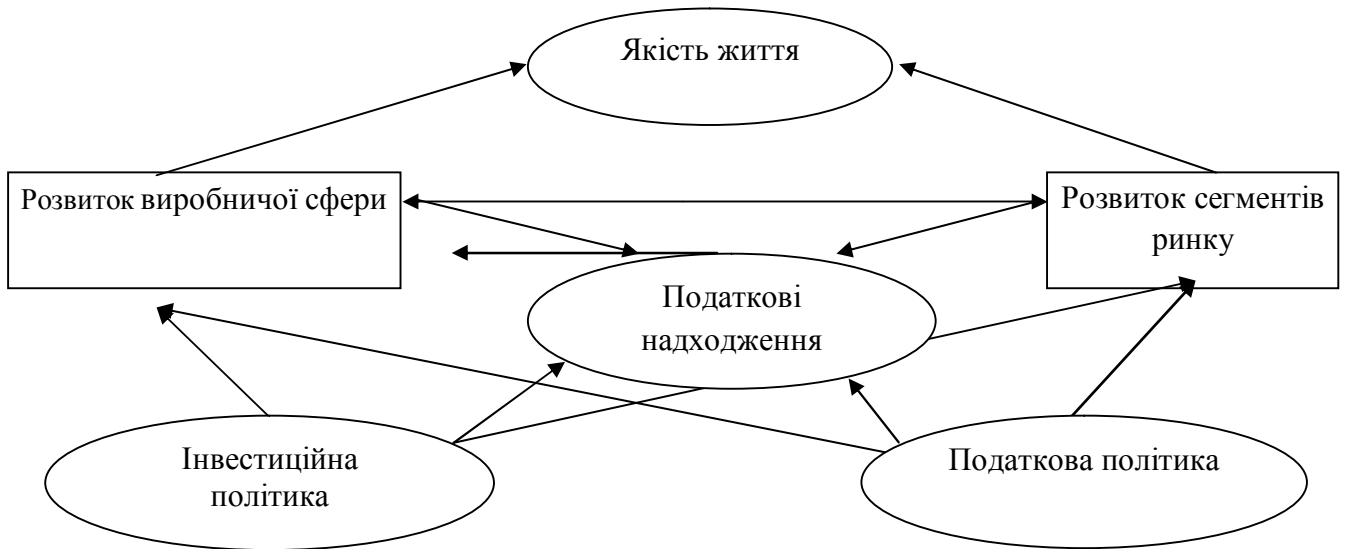 Якість життя
Розвиток виробничої сфери
Розвиток сегментів
ринку
Податкові
надходження
Інвестиційна
політика
Податкова політика